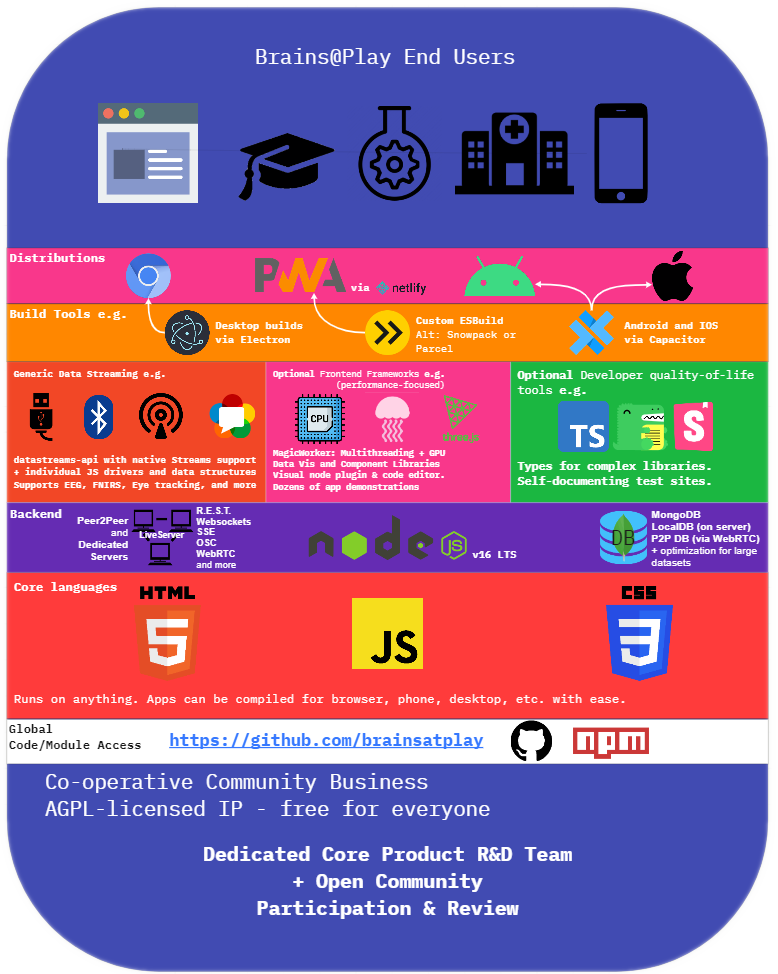 Brains@Play End Users
Distributions
PWA
via netlify
Build Tools e.g.
Desktop builds
via Electron
Custom ESBuild
Alt: Snowpack or
Parcel
Android and IOS
via Capacitor
Generic Data Streaming e.g.
datastreams-api with native Streams support
+ individual JS drivers and data structures
Supports EEG, FNIRS, Eye tracking, and more
Optional Frontend Frameworks e.g.
(performance-focused)
CPU
three.js
MagicWorker: Multithreading + GPU
Data Vis and Component Libraries
Visual node plugin & code editor.
Dozens of app demonstrations
Optional Developer quality-of-life
tools e.g.
TS
S
Types for complex libraries.
Self-documenting test sites.
Backend
Peer2Peer
and
Dedicated
Servers
LiveServer
R.E.S.T.
Websockets
SSE
OSC
WebRTC
and more
node
JS
v16 LTS
DB
MongoDB
LocalDB (on server)
P2P DB (via WebRTC)
+ optimization for large
datasets
Core languages
HTML
5
JS
CSS
3
Runs on anything. Apps can be compiled for browser, phone, desktop, etc. with ease.
Global
Code/Module Access
https://github.com/brainsatplay
npm
Co-operative Community Business
AGPL-licensed IP - free for everyone
Dedicated Core Product R&D Team
+ Open Community
Participation & Review